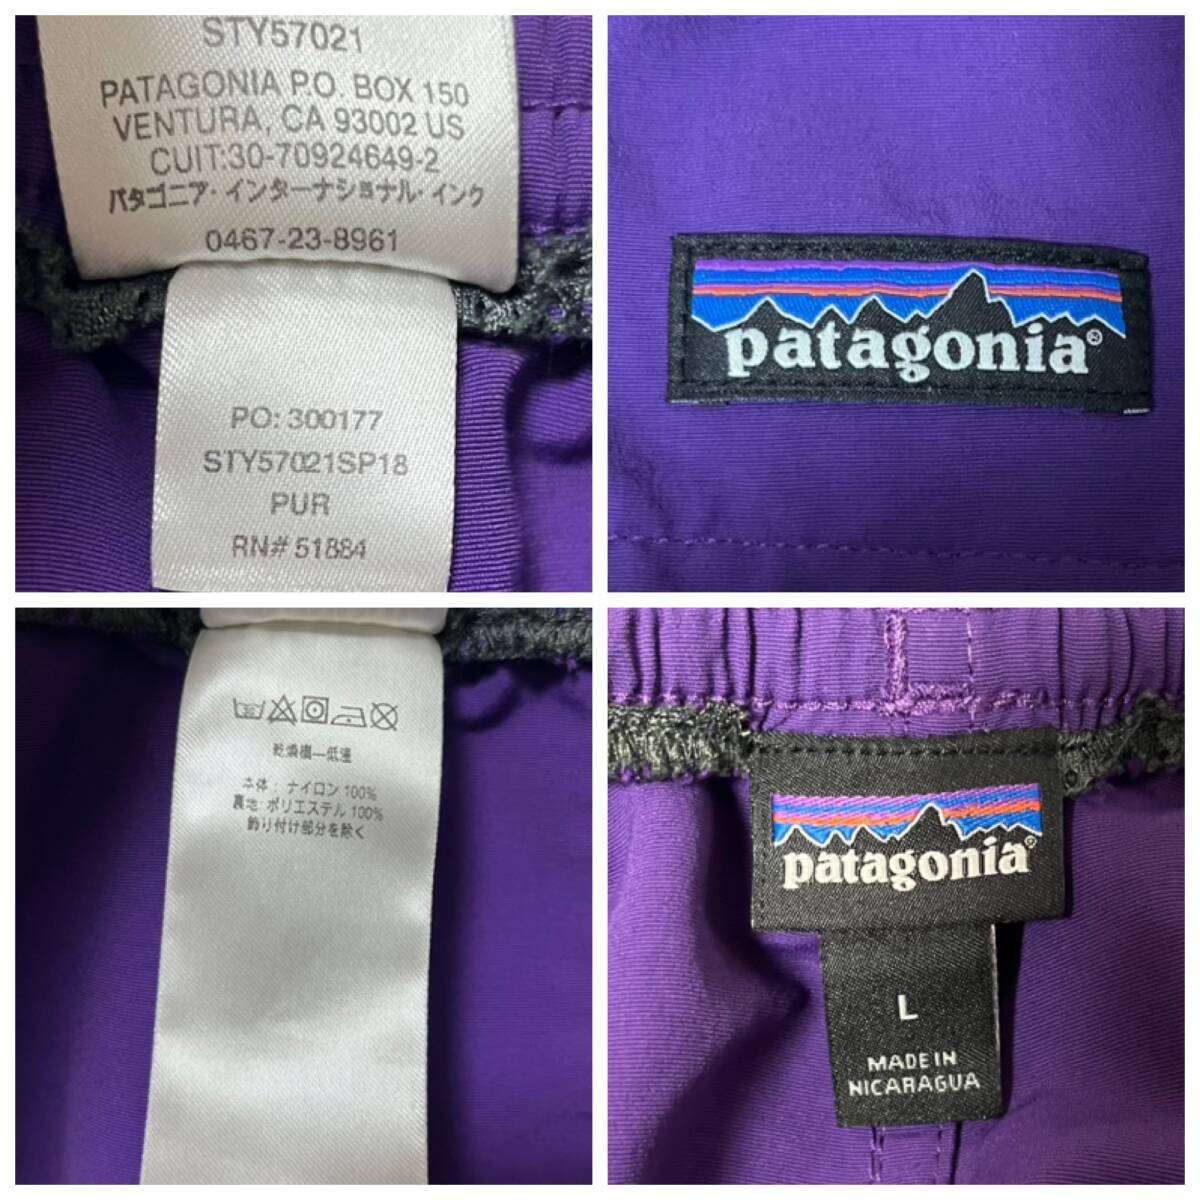 STY57021
PATAGONIA P.O. BOX 150
VENTURA, CA 93002 US
CUIT:30-70924649-2
パタゴニア・インターナショナル・インク
0467-23-8961
PO: 300177
STY57021SP18
PUR
RN# 51884
patagonia®
乾燥機—低温
本体: ナイロン 100%
裏地: ポリエステル 100%
釣り付け部分を除く
patagonia®
L
MADE IN
NICARAGUA